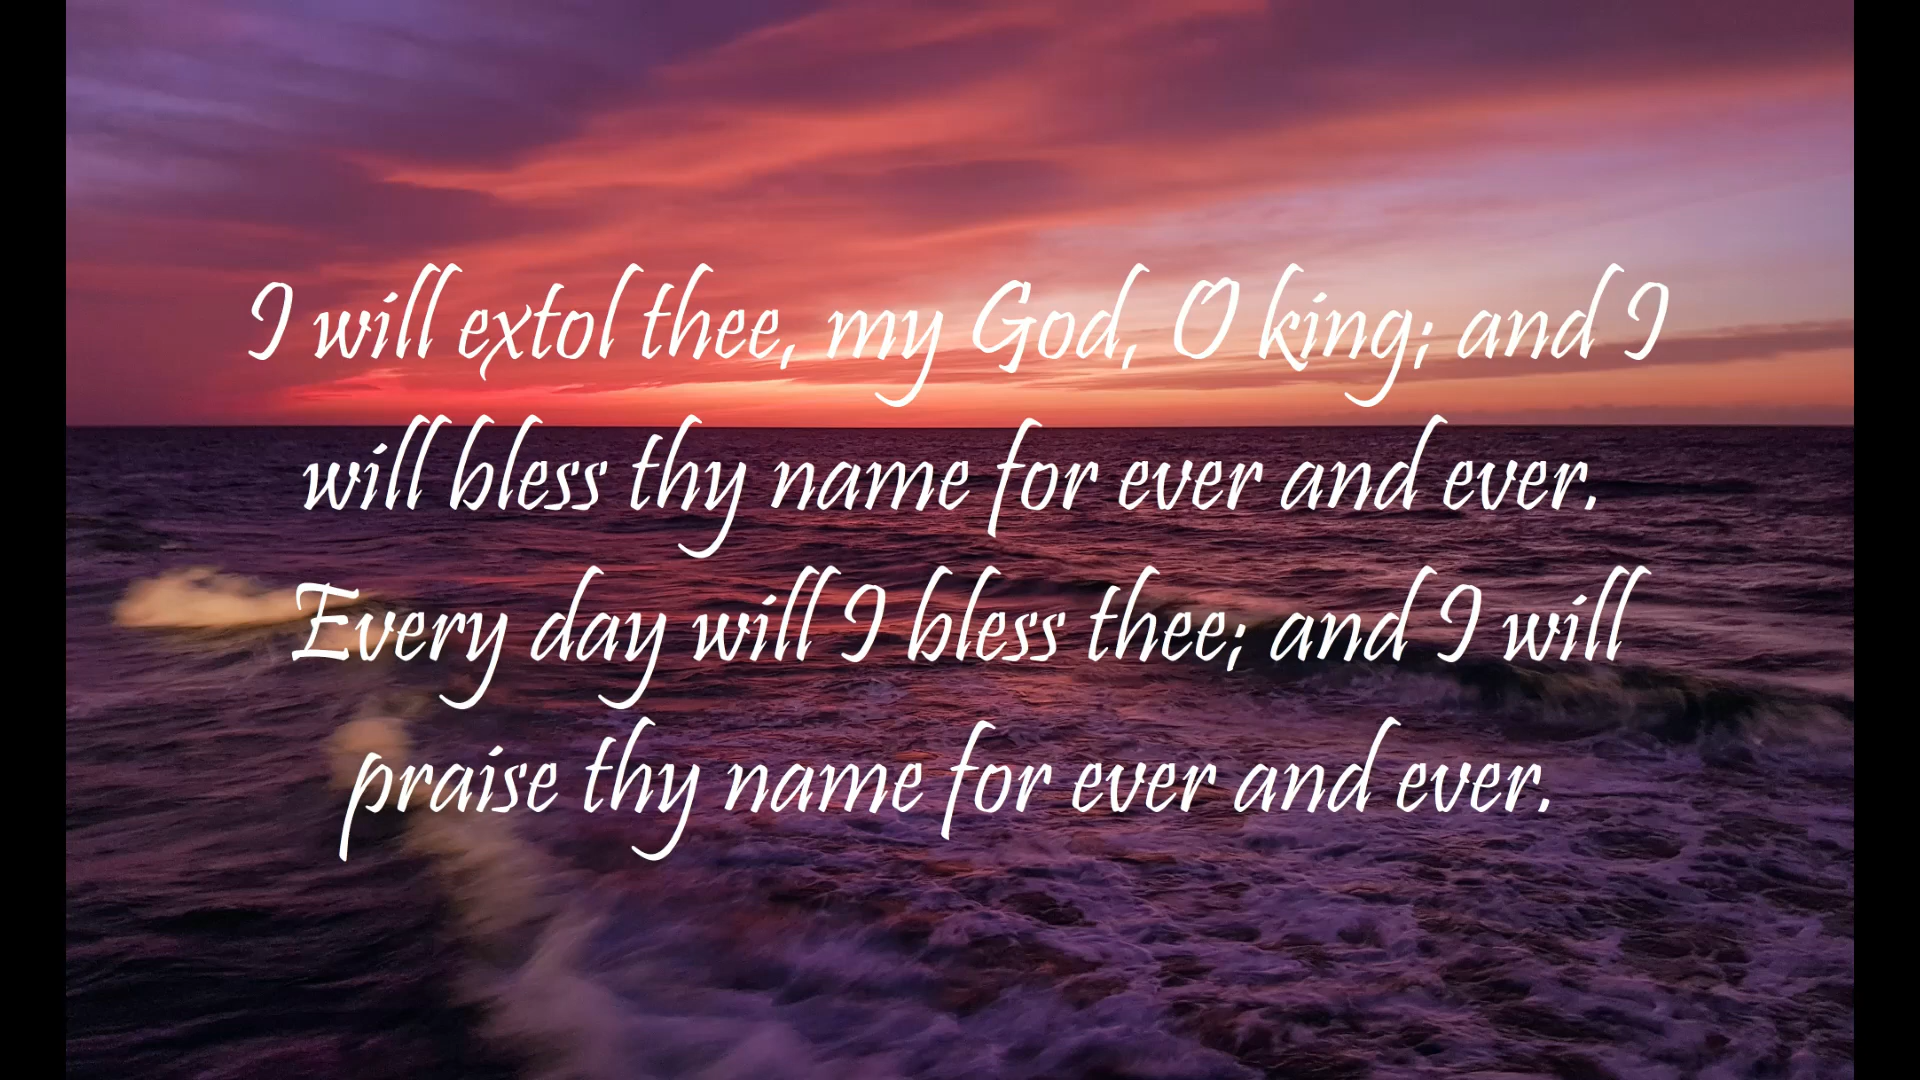 I will extol thee, my God, O king; and I
will bless thy name for ever and ever.
Every day will I bless thee; and I will
praise thy name for ever and ever.